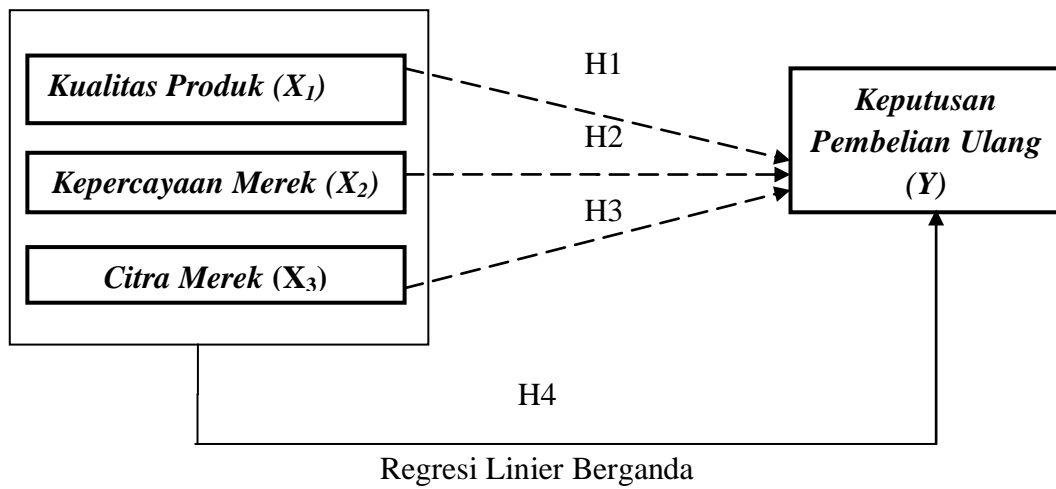 Kualitas Produk (X1)
Kepercayaan Merek (X2)
Citra Merek (X3)
H1
H2
H3
Keputusan
Pembelian Ulang
(Y)
H4
Regresi Linier Berganda